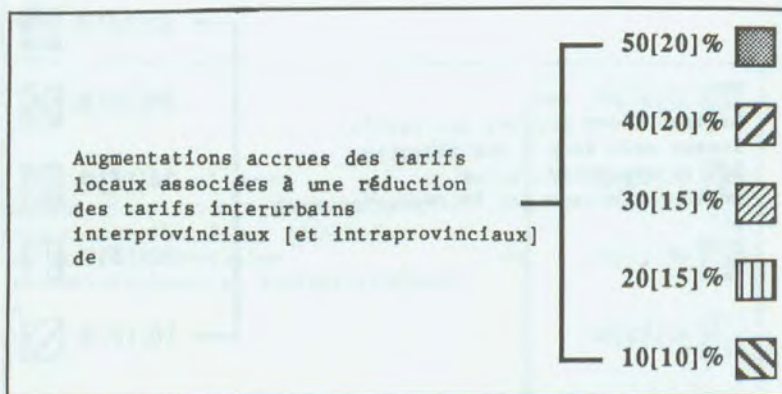 50[20]%
40[20]%
Augmentations accrues des tarifs
locaux associées à une réduction
des tarifs interurbains
interprovinciaux [et intraprovinciaux]
de
30[15]%
20[15]%
10[10]%